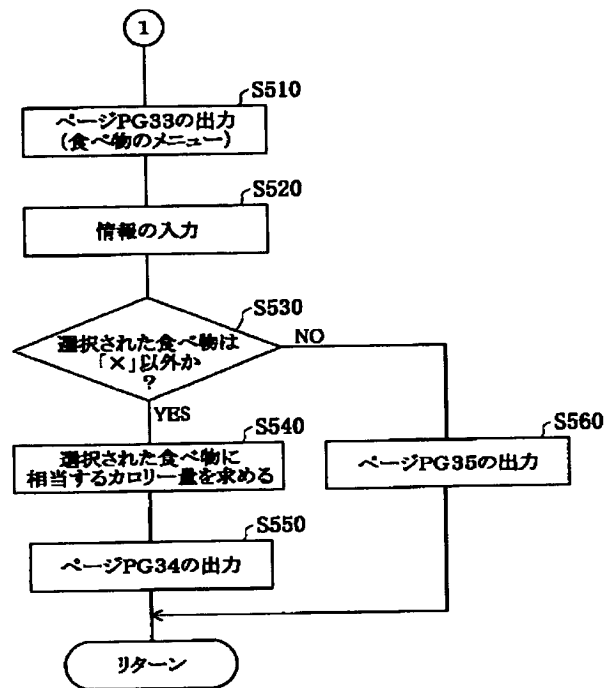 1
S510
ページPG33の出力
(食べ物のメニュー)
S520
情報の入力
S530
選択された食べ物は
「×」以外か
?
NO
YES
S540
選択された食べ物に
相当するカロリー量を求める
S560
ページPG35の出力
S550
ページPG34の出力
リターン